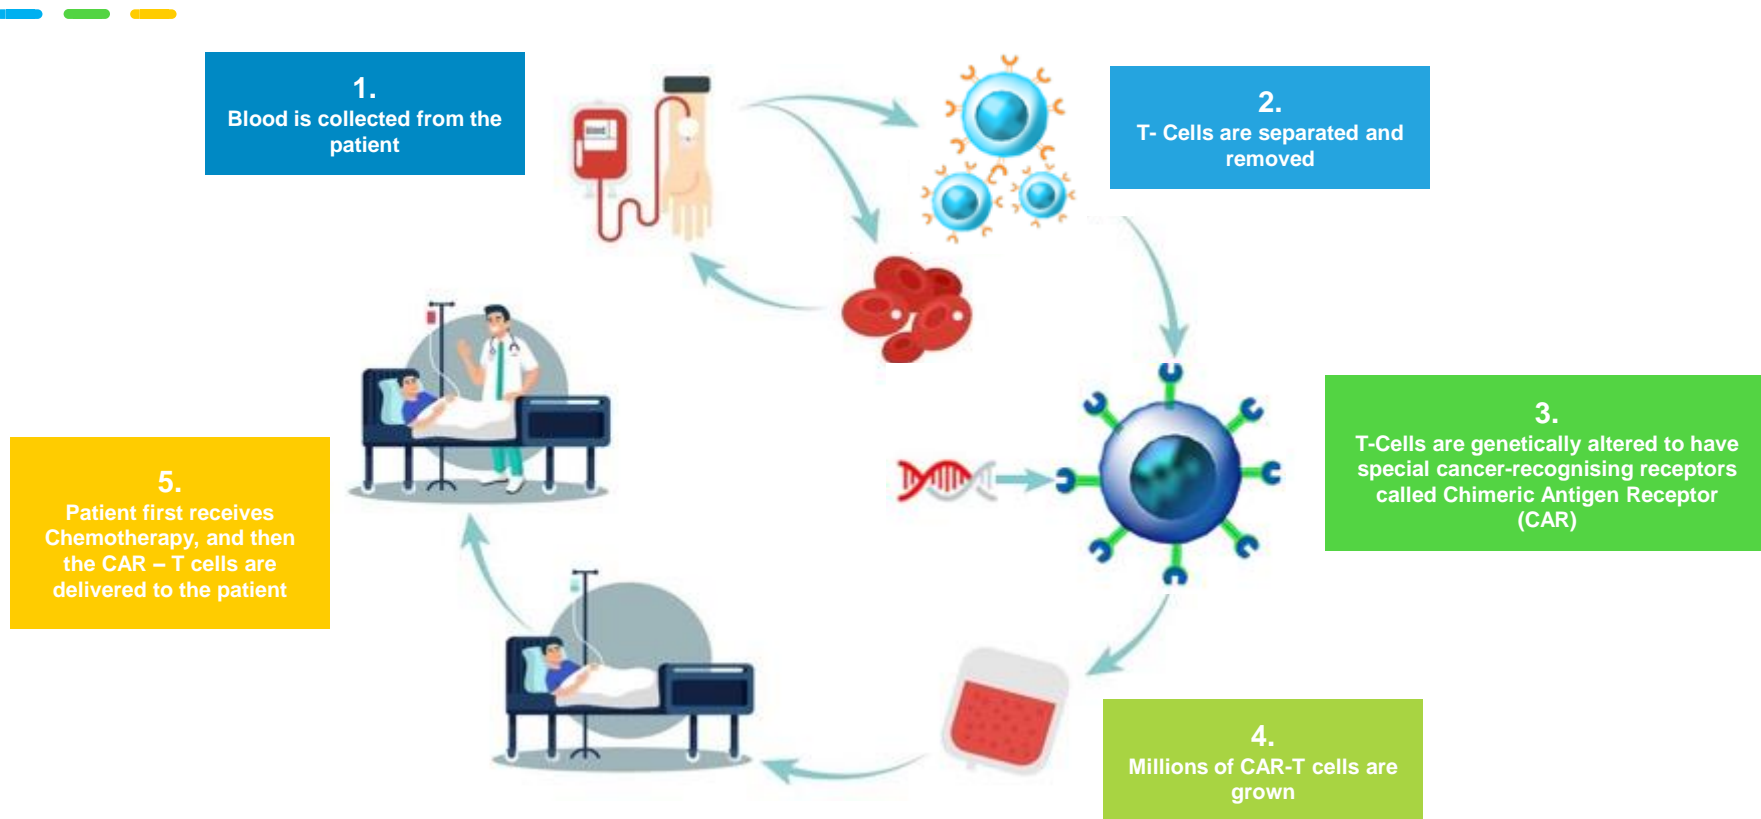 1.
Blood is collected from the
patient
2.
T- Cells are separated and
removed
3.
T-Cells are genetically altered to have
special cancer-recognising receptors
called Chimeric Antigen Receptor
(CAR)
4.
Millions of CAR-T cells are
grown
5.
Patient first receives
Chemotherapy, and then
the CAR – T cells are
delivered to the patient